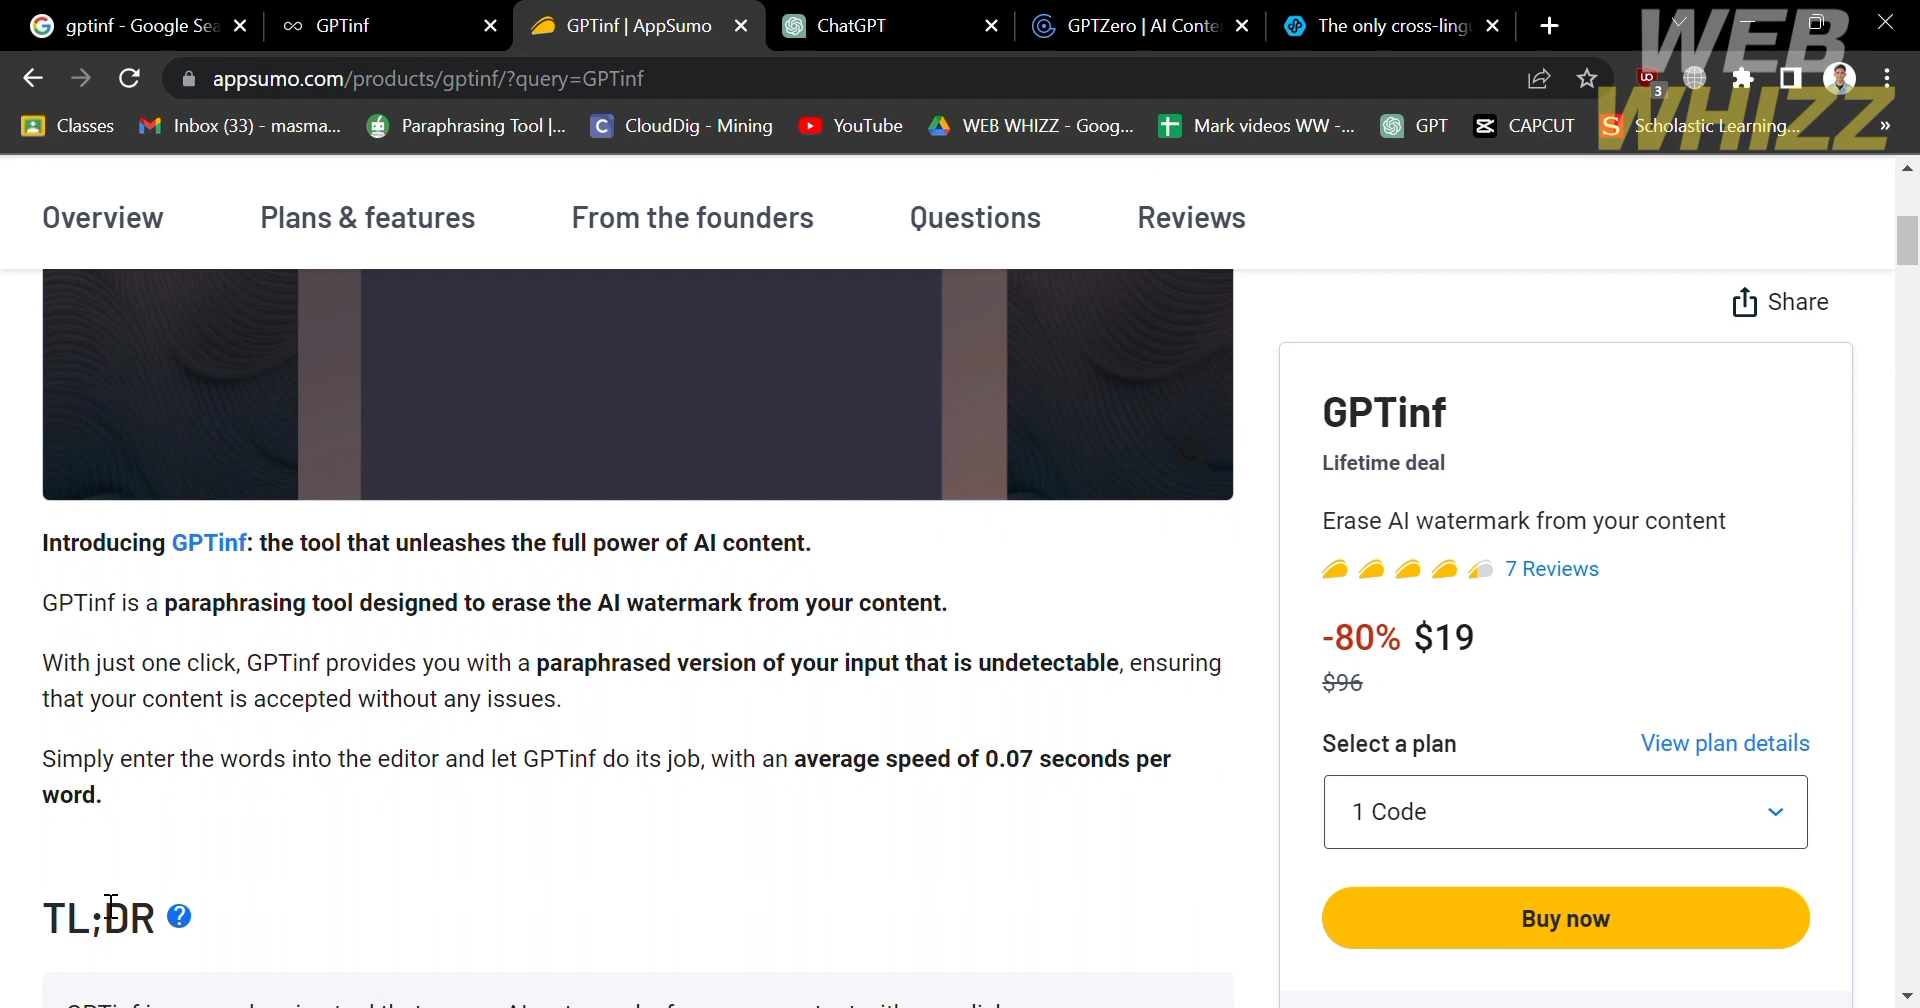 gptinf - Google Sea
GPTinf
GPTinf | AppSumo
ChatGPT
GPTZero | AI Conte
The only cross-ling
WEB
WHIZZ
appsumo.com/products/gptinf/?query=GPTinf
3
Classes
Inbox (33) - masma...
Paraphrasing Tool |...
CloudDig - Mining
YouTube
WEB WHIZZ - Goog...
Mark videos WW -...
GPT
CAPCUT
Scholastic Learning...
»
Overview
Plans & features
From the founders
Questions
Reviews
Introducing GPTinf: the tool that unleashes the full power of AI content.
GPTinf is a paraphrasing tool designed to erase the AI watermark from your content.
With just one click, GPTinf provides you with a paraphrased version of your input that is undetectable, ensuring
that your content is accepted without any issues.
Simply enter the words into the editor and let GPTinf do its job, with an average speed of 0.07 seconds per
word.
TL;DR ?
Share
GPTinf
Lifetime deal
Erase AI watermark from your content
7 Reviews
-80% $19
$96
Select a plan
View plan details
1 Code
Buy now